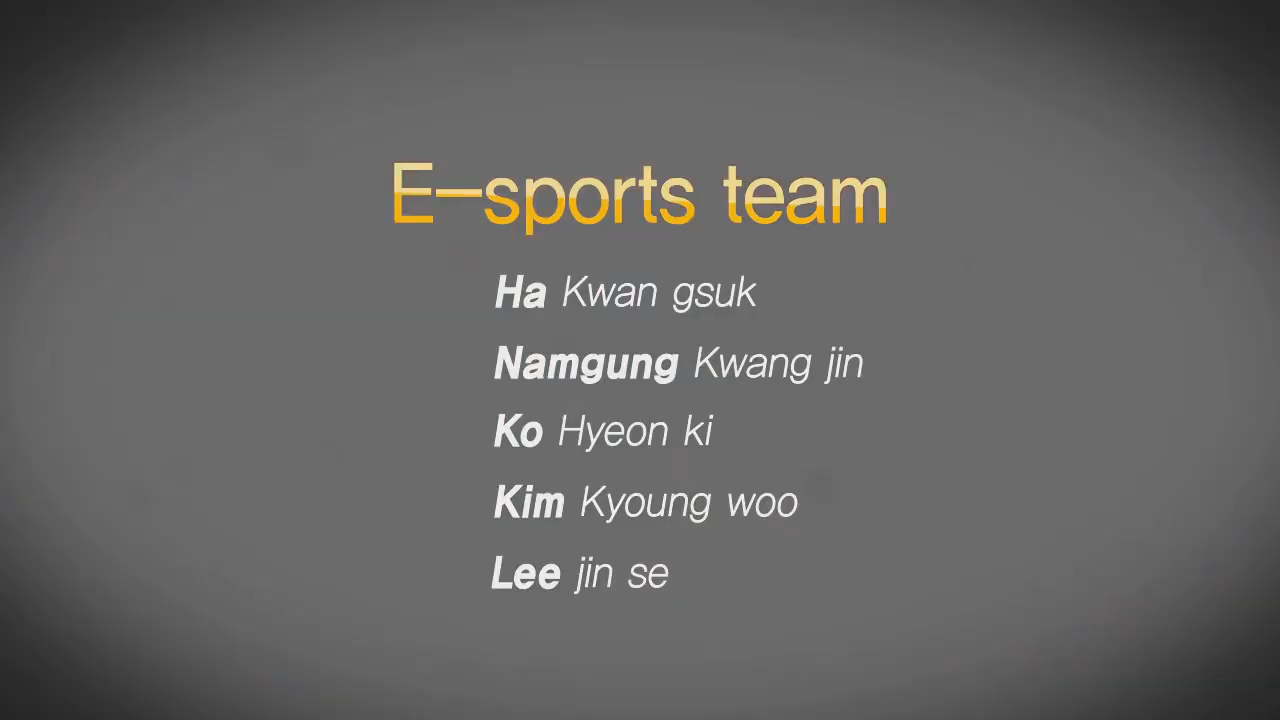 E-sports team
Ha Kwan gsuk
Namgung Kwang jin
Ko Hyeon ki
Kim Kyoung woo
Lee jin se